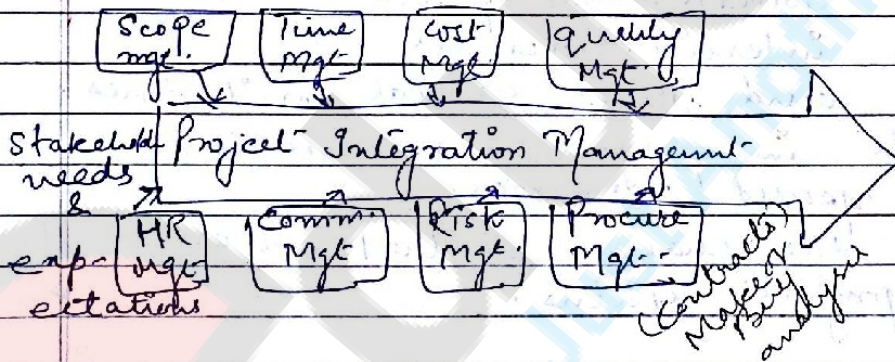 Scope mgt.
Time Mgt
Cost Mgt
Quality Mgt.
Stakehold needs & exp-ectations
Project Integration Management
HR Mgt
Comm. Mgt
Risk Mgt.
Procure Mgt.
(Contracts)
Make or
Buy
analysis